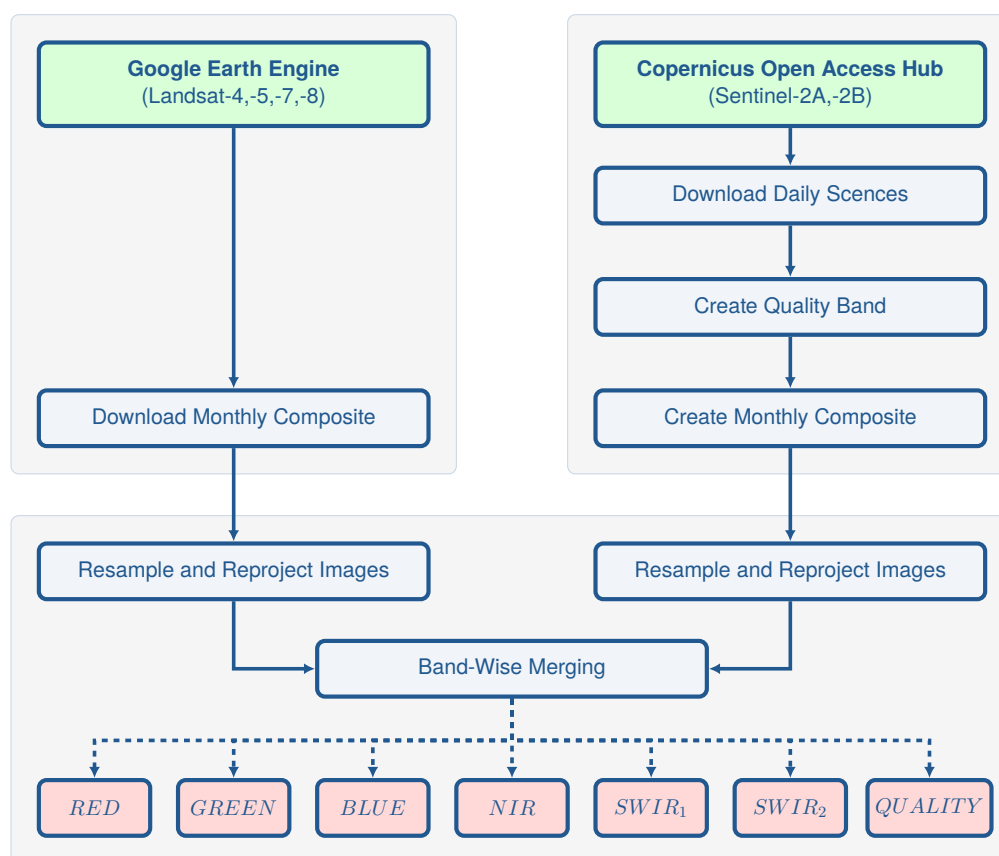 Google Earth Engine
(Landsat-4,-5,-7,-8)
Copernicus Open Access Hub
(Sentinel-2A,-2B)
Download Daily Scences
Create Quality Band
Download Monthly Composite
Create Monthly Composite
Resample and Reproject Images
Resample and Reproject Images
Band-Wise Merging
RED
GREEN
BLUE
NIR
SWIR₁
SWIR₂
QUALITY